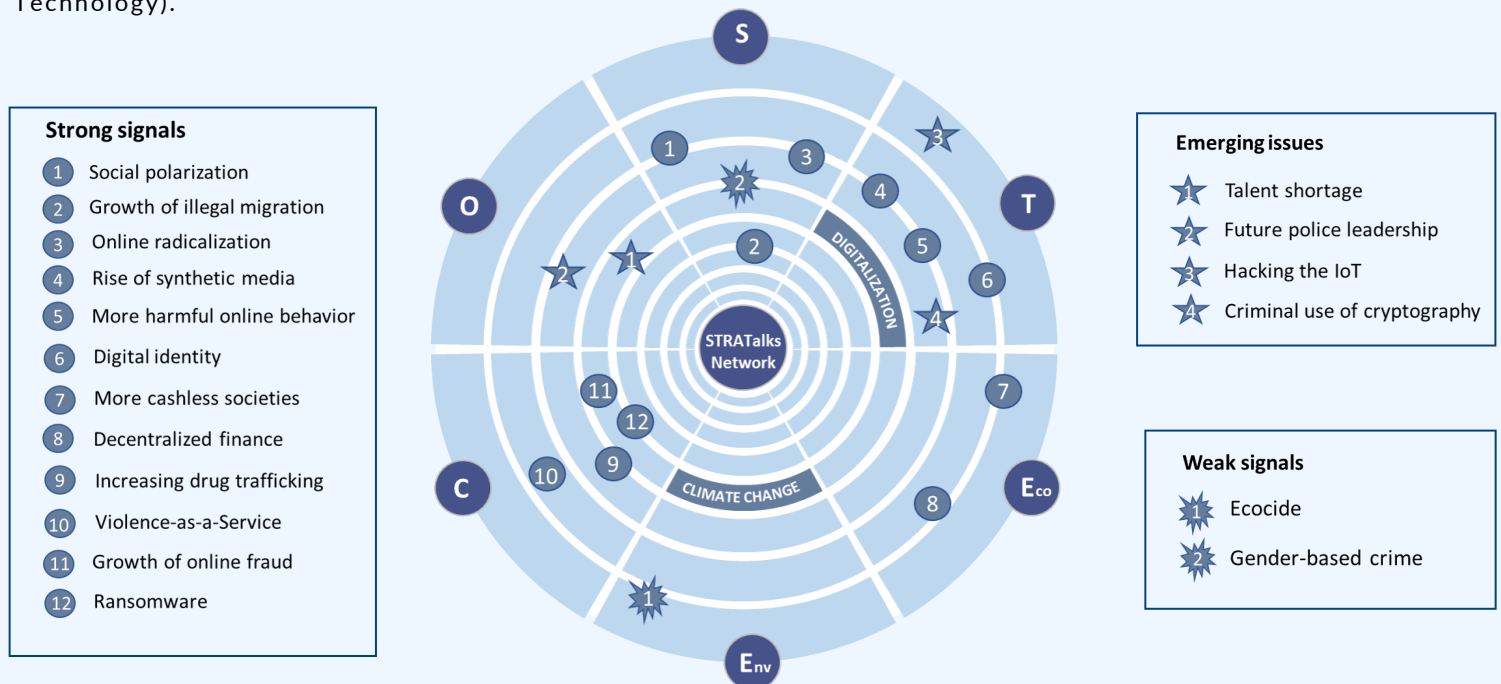 Technology).
Strong signals
1 Social polarization
2 Growth of illegal migration
3 Online radicalization
4 Rise of synthetic media
5 More harmful online behavior
6 Digital identity
7 More cashless societies
8 Decentralized finance
9 Increasing drug trafficking
10 Violence-as-a-Service
11 Growth of online fraud
12 Ransomware
S
3
1
3
2
4
O
T
2
5
DIGITALIZATION
1
2
6
4
STRATalks
Network
11
7
12
9
10
C
CLIMATE CHANGE
Eco
8
1
Env
Emerging issues
1 Talent shortage
2 Future police leadership
3 Hacking the IoT
4 Criminal use of cryptography
Weak signals
1 Ecocide
2 Gender-based crime